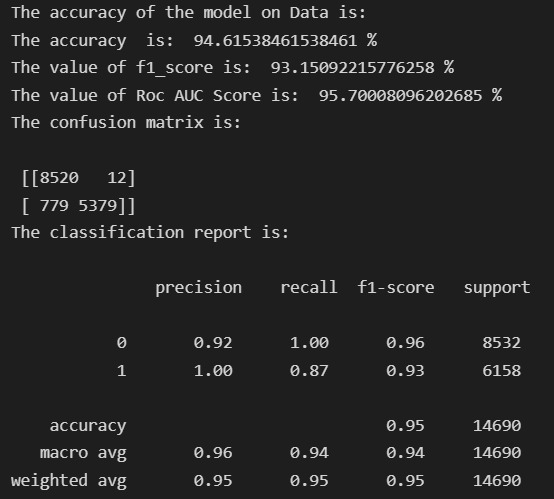 The accuracy of the model on Data is:
The accuracy  is:  94.61538461538461 %
The value of f1_score is:  93.15092215776258 %
The value of Roc AUC Score is:  95.70008096202685 %
The confusion matrix is:
[[8520   12]
[ 779 5379]]
The classification report is:
precision    recall  f1-score   support
0       0.92      1.00      0.96      8532
1       1.00      0.87      0.93      6158
accuracy                           0.95     14690
macro avg       0.96      0.94      0.94     14690
weighted avg       0.95      0.95      0.95     14690